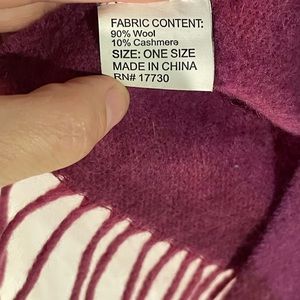 FABRIC CONTENT:
90% Wool
10% Cashmere
SIZE: ONE SIZE
MADE IN CHINA
RN# 17730